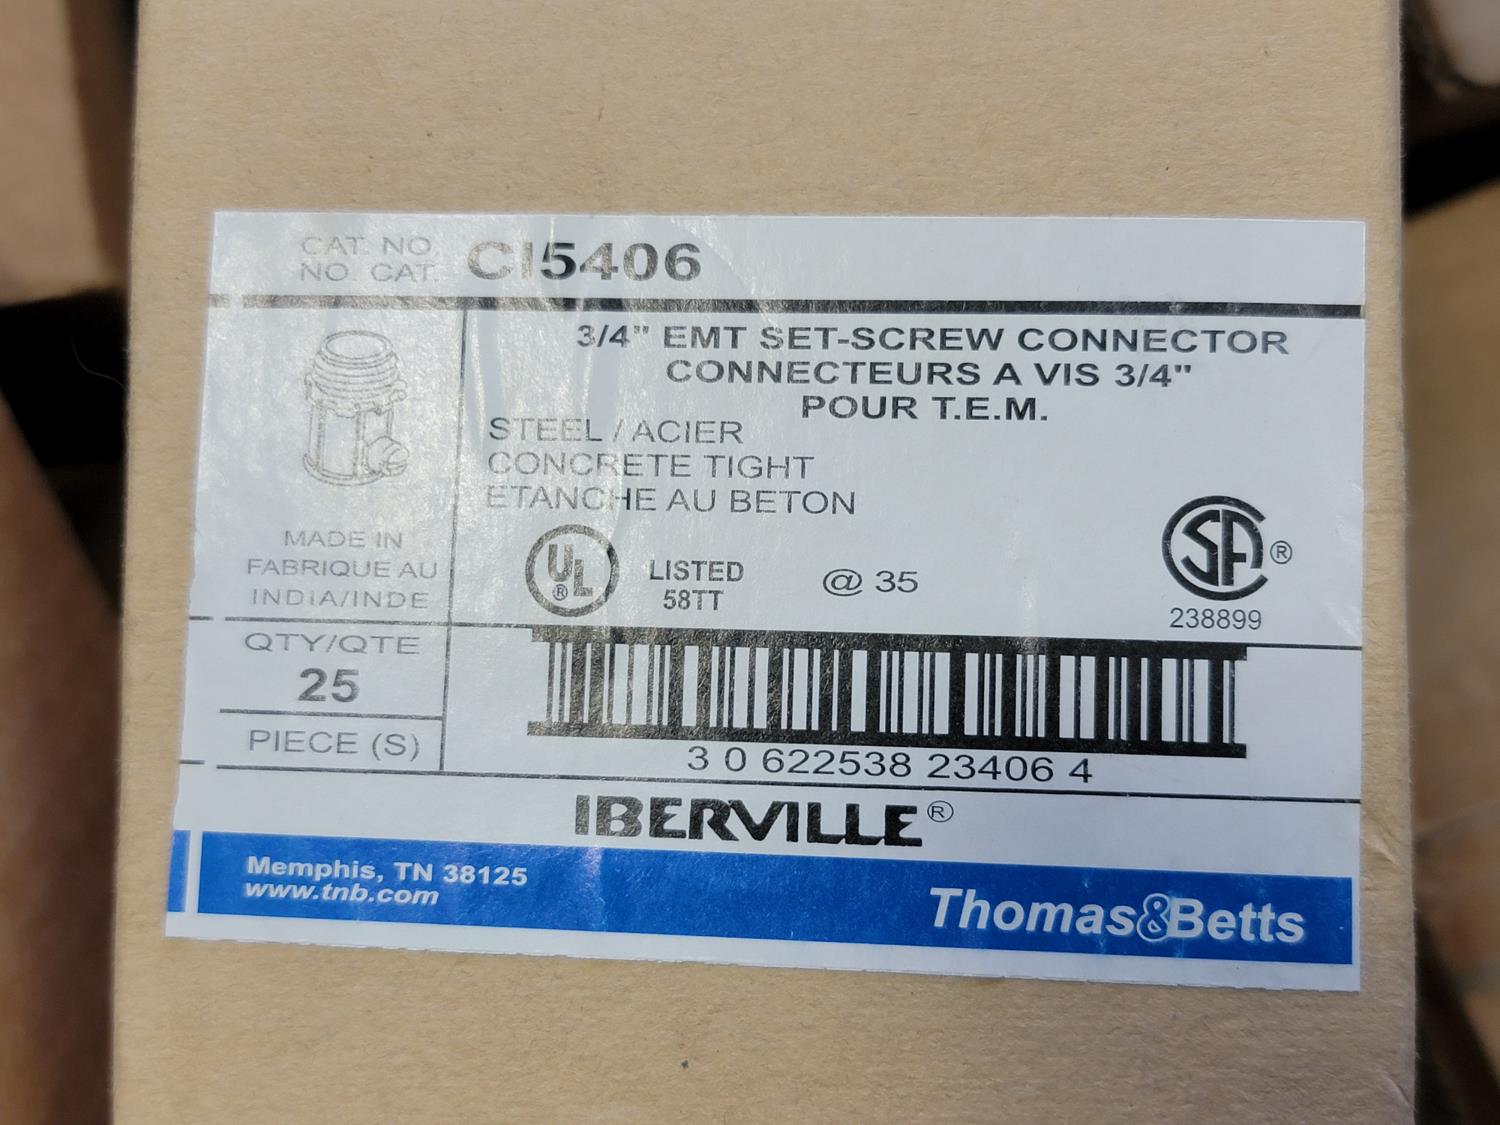 CAT. NO.
NO. CAT.
CI5406
3/4" EMT SET-SCREW CONNECTOR
CONNECTEURS A VIS 3/4"
POUR T.E.M.
STEEL / ACIER
CONCRETE TIGHT
ETANCHE AU BETON
MADE IN
FABRIQUE AU
INDIA/INDE
UL ®
LISTED
58TT
@ 35
SA ®
238899
QTY/QTE
25
PIECE (S)
3 0 622538 23406 4
IBERVILLE®
Memphis, TN 38125
www.tnb.com
Thomas&Betts